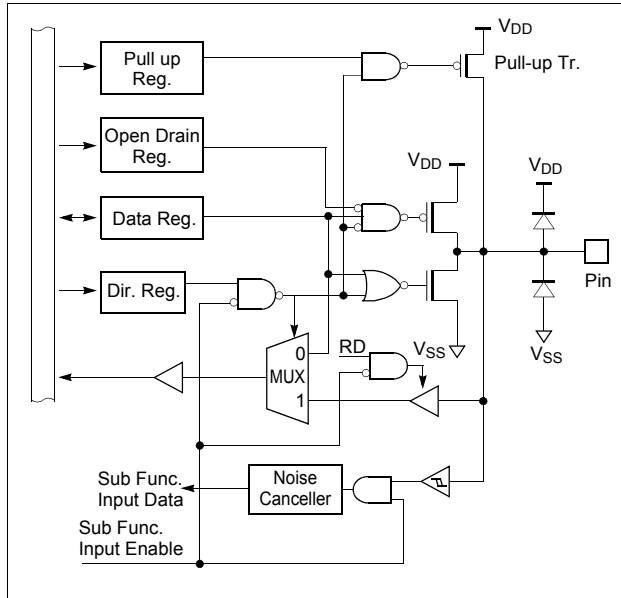 VDD
Pull up
Reg.
Pull-up Tr.
Open Drain
Reg.
VDD
VDD
Data Reg.
Dir. Reg.
Pin
0
MUX
1
RD
VSS
VSS
Sub Func.
Input Data
Noise
Canceller
Sub Func.
Input Enable